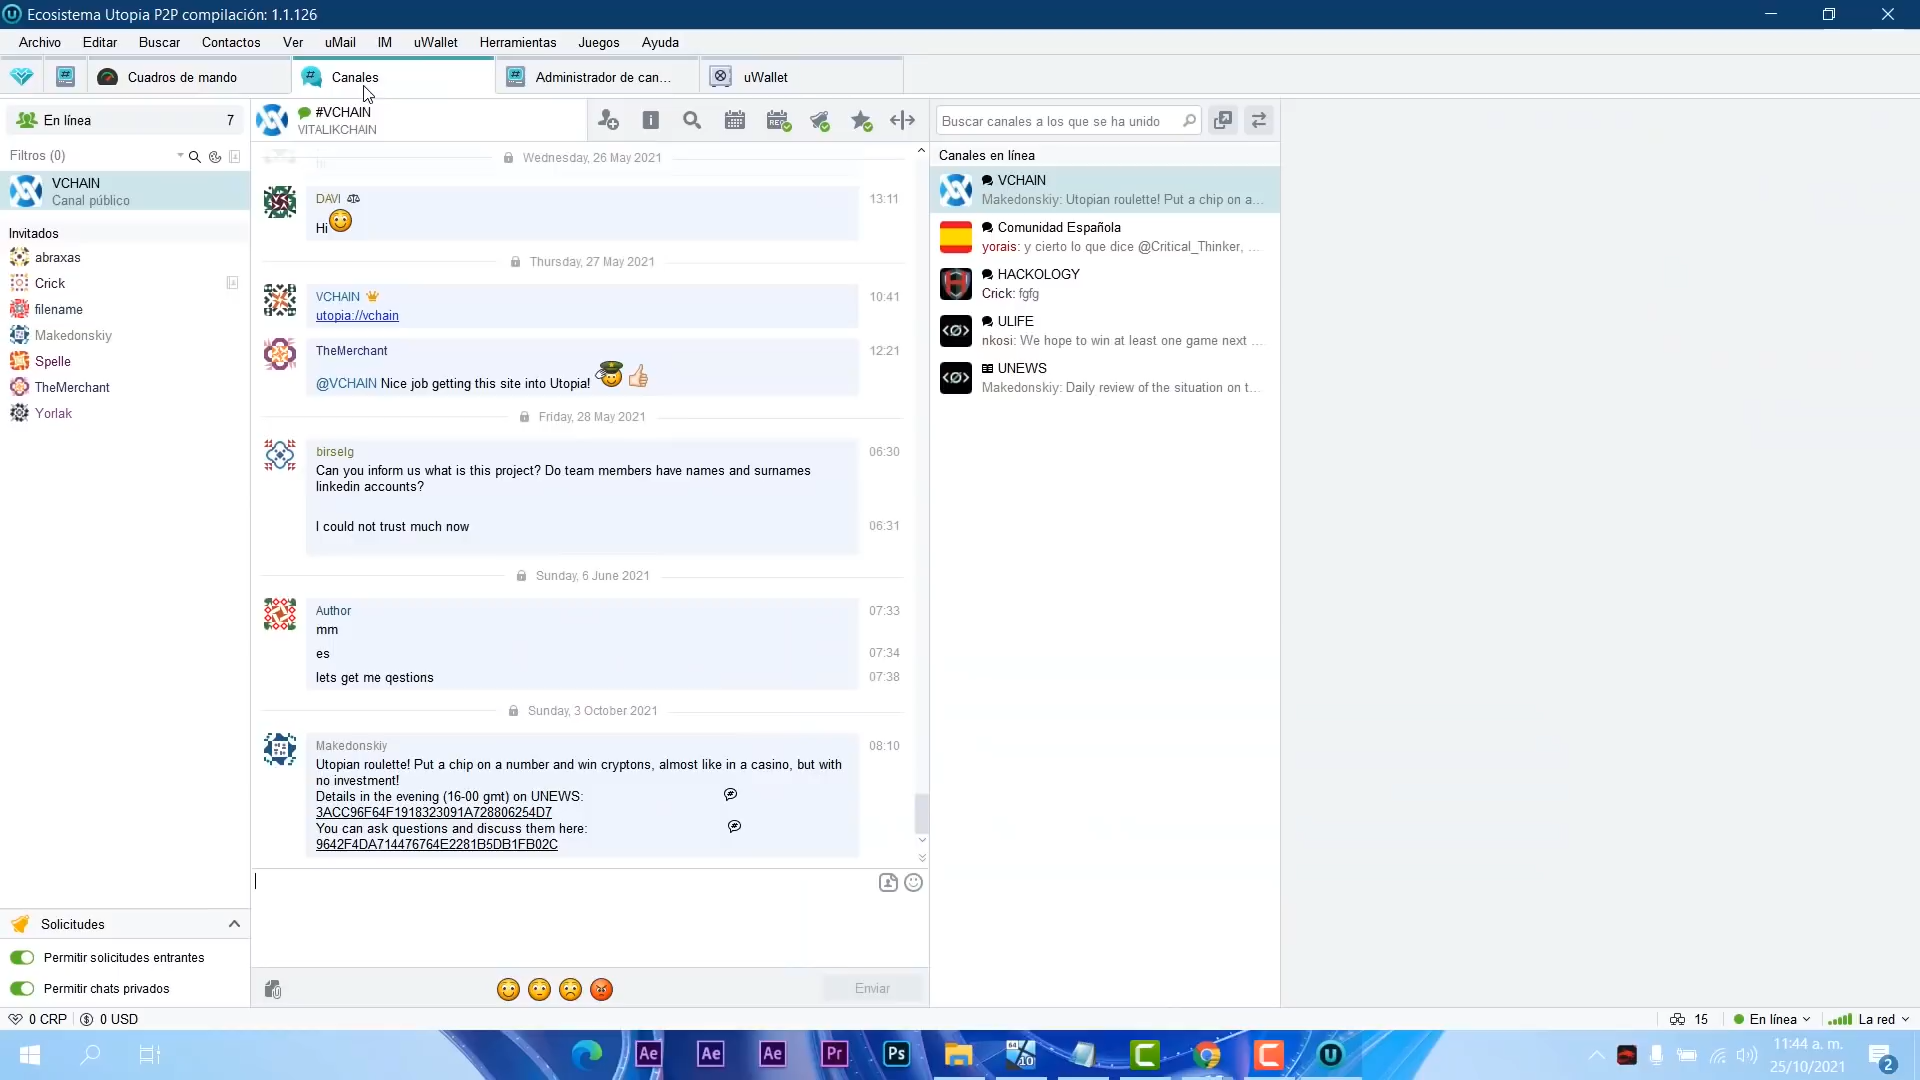 Ecosistema Utopia P2P compilación: 1.1.126
Archivo Editar Buscar Contactos Ver uMail IM uWallet Herramientas Juegos Ayuda
Cuadros de mando
Canales
Administrador de can...
uWallet
En línea 7
Filtros (0)
VCHAIN
Canal público
Invitados
abraxas
Crick
filename
Makedonskiy
Spelle
TheMerchant
Yorlak
Solicitudes
Permitir solicitudes entrantes
Permitir chats privados
#VCHAIN
VITALIKCHAIN
hi
Wednesday, 26 May 2021
DAVI 13:11
Hi
Thursday, 27 May 2021
VCHAIN 10:41
utopia://vchain
TheMerchant 12:21
@VCHAIN Nice job getting this site into Utopia!
Friday, 28 May 2021
birselg 06:30
Can you inform us what is this project? Do team members have names and surnames
linkedin accounts?
I could not trust much now 06:31
Sunday, 6 June 2021
Author 07:33
mm
es 07:34
lets get me qestions 07:38
Sunday, 3 October 2021
Makedonskiy 08:10
Utopian roulette! Put a chip on a number and win cryptons, almost like in a casino, but with
no investment!
Details in the evening (16-00 gmt) on UNEWS:
3ACC96F64F1918323091A728806254D7
You can ask questions and discuss them here:
9642F4DA714476764E2281B5DB1FB02C
Enviar
Buscar canales a los que se ha unido
Canales en línea
VCHAIN
Makedonskiy: Utopian roulette! Put a chip on a...
Comunidad Española
yorais: y cierto lo que dice @Critical_Thinker, ...
HACKOLOGY
Crick: fgfg
ULIFE
nkosi: We hope to win at least one game next ...
UNEWS
Makedonskiy: Daily review of the situation on t...
0 CRP 0 USD
15 En línea La red
Ae Ae Ae Pr Ps
64
10
11:44 a. m.
25/10/2021
2